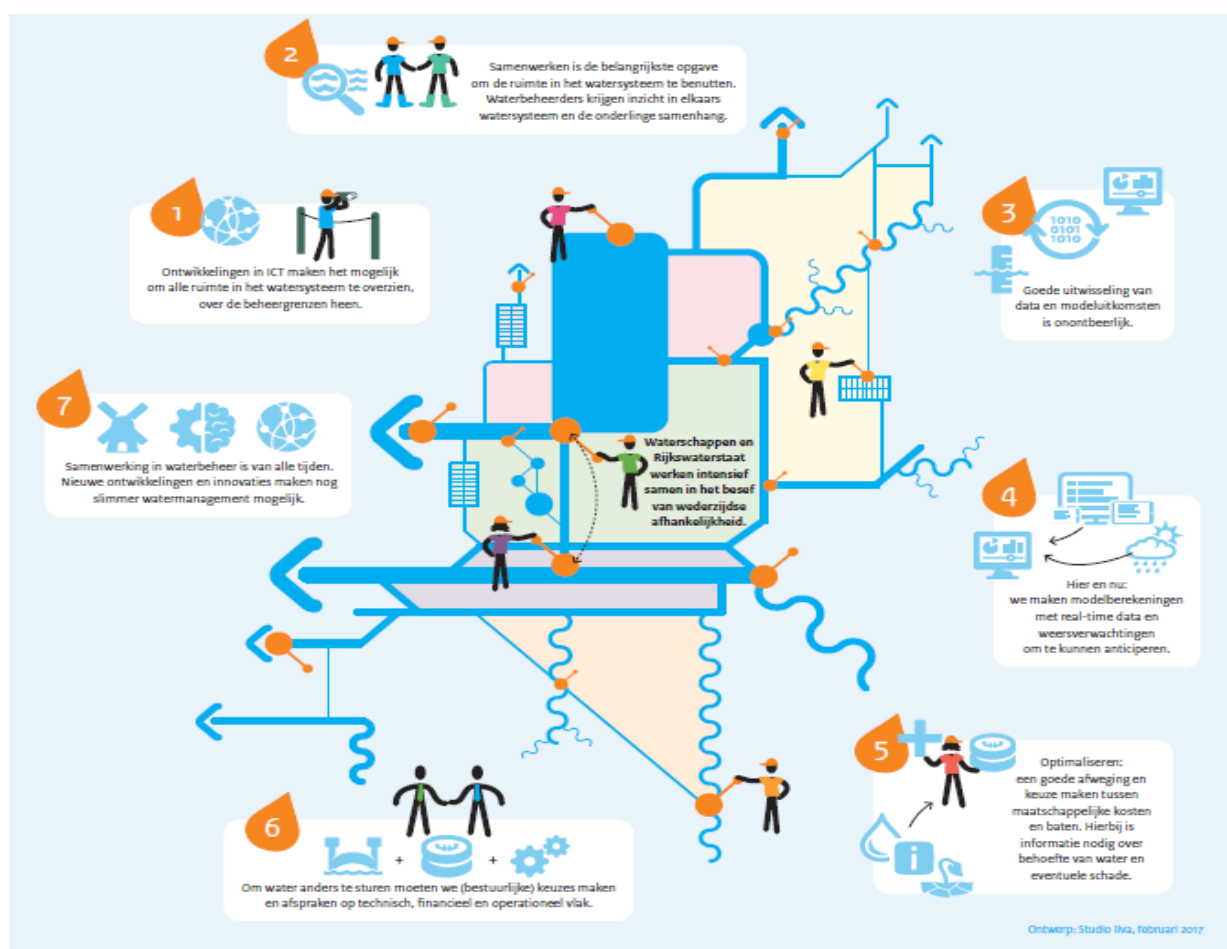 2
Samenwerken is de belangrijkste opgave
om de ruimte in het watersysteem te benutten.
Waterbeheerders krijgen inzicht in elkaars
watersysteem en de onderlinge samenhang.
1
Ontwikkelingen in ICT maken het mogelijk
om alle ruimte in het watersysteem te overzien,
over de beheergrenzen heen.
3
1010
0101
1010
Goede uitwisseling van
data en modeluitkomsten
is onontbeerlijk.
7
Samenwerking in waterbeheer is van alle tijden.
Nieuwe ontwikkelingen en innovaties maken nog
slimmer watermanagement mogelijk.
Waterschappen en
Rijkswaterstaat
werken intensief
samen in het besef
van wederzijdse
afhankelijkheid.
4
Hier en nu:
we maken modelberekeningen
met real-time data en
weersverwachtingen
om te kunnen anticiperen.
5
Optimaliseren:
een goede afweging en
keuze maken tussen
maatschappelijke kosten
en baten. Hierbij is
informatie nodig over
behoefte van water en
eventuele schade.
i
6
+ +
Om water anders te sturen moeten we (bestuurlijke) keuzes maken
en afspraken op technisch, financieel en operationeel vlak.
Ontwerp: Studio Ilva, februari 2017